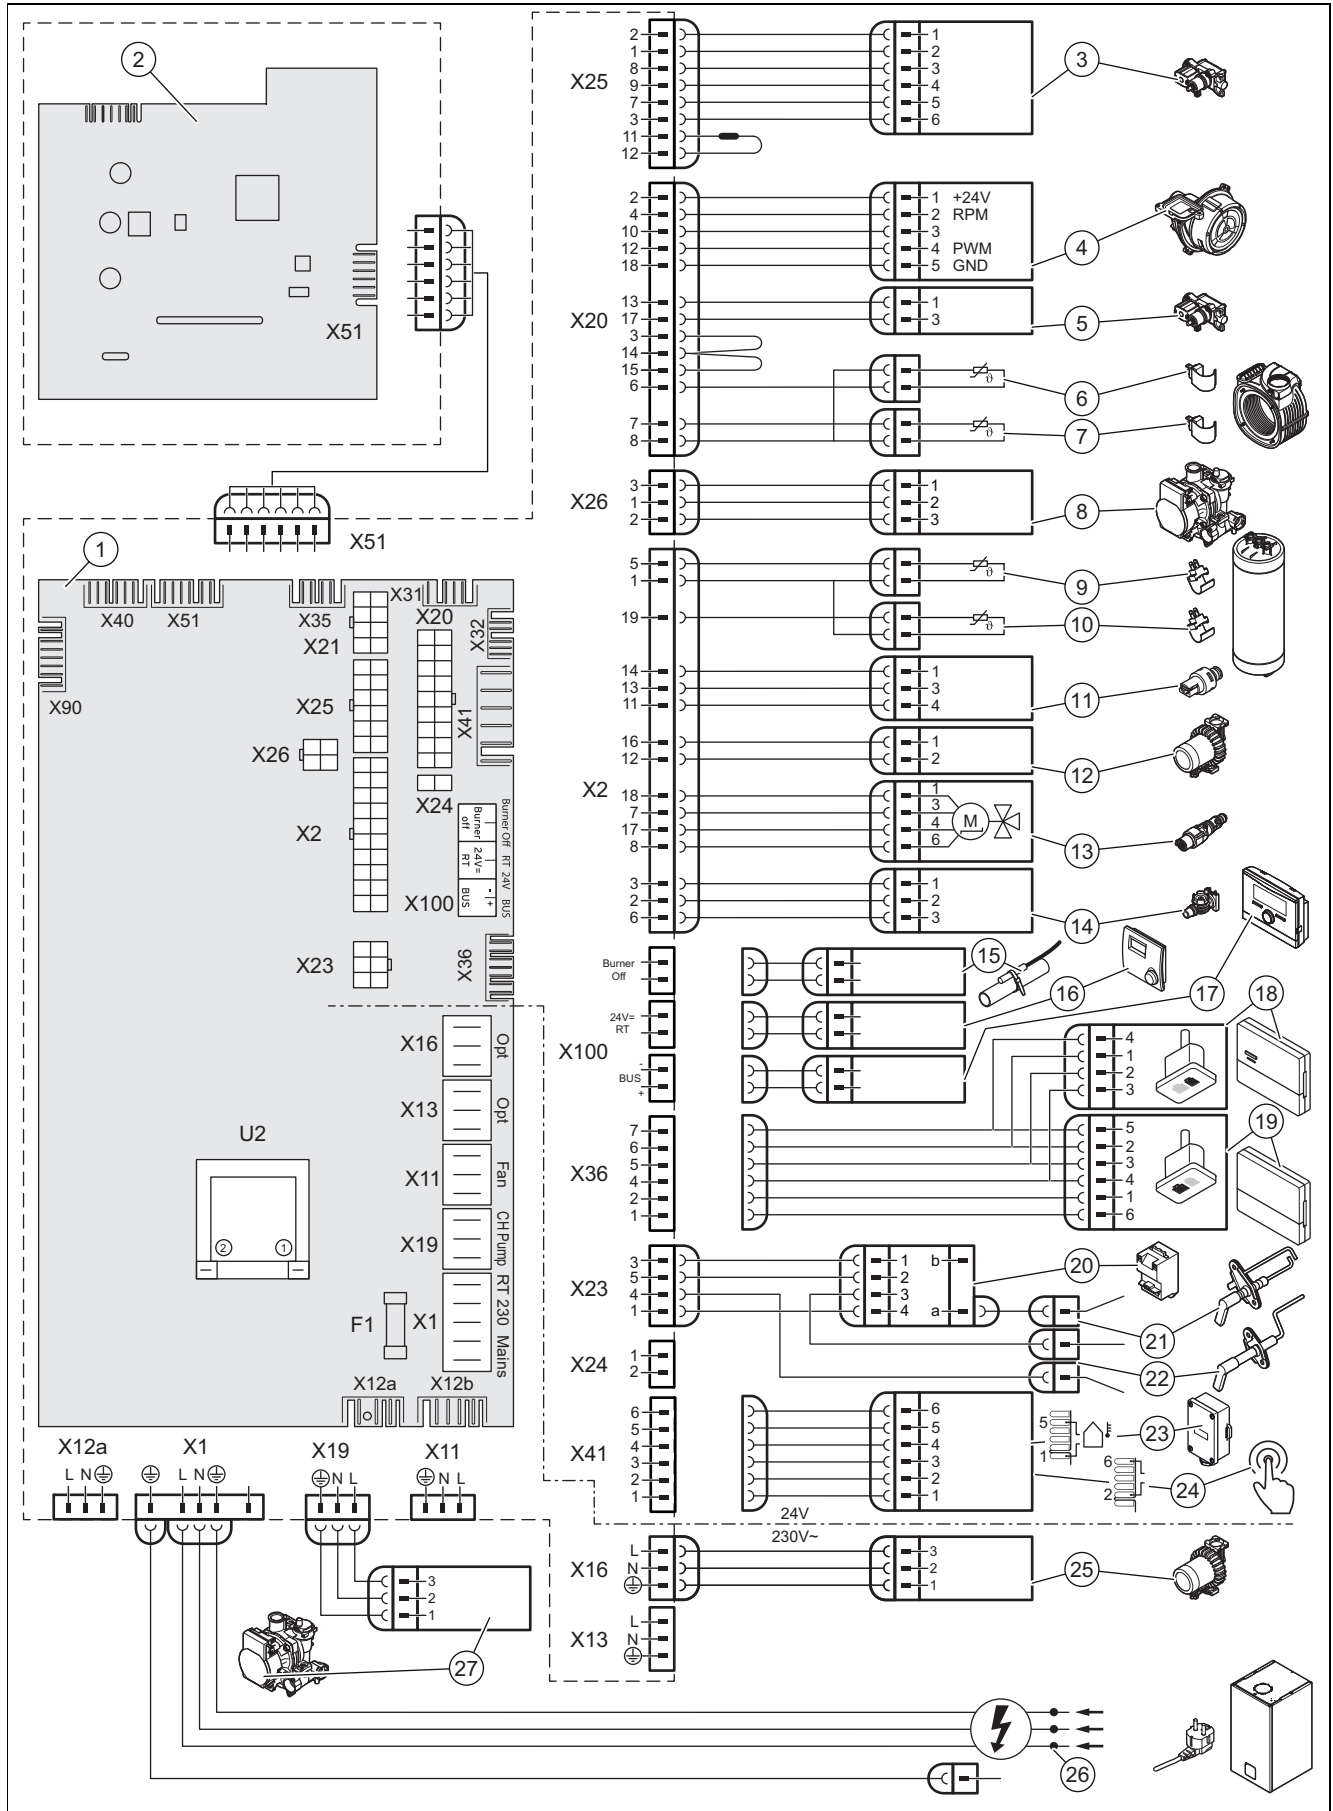 2
X51
X51
1
X40
X51
X35
X31
X20
X32
X21
X90
X25
X41
X26
X24
X2
Burner off
24V= RT
BUS
- +
Burner Off RT 24V BUS
X100
X23
X36
X16
Opt
X13
Opt
U2
X11
Fan
2
1
X19
CH Pump
F1
X1
RT 230 Mains
X12a
X12b
X12a
L N
X1
L N
X19
N L
X11
N L
3
2
1
27
X25
2
1
8
9
7
3
11
12
1
2
3
4
5
6
3
X20
2
4
10
12
18
13
17
3
14
15
6
7
8
1 +24V
2 RPM
3
4 PWM
5 GND
4
1
3
5
ϑ
6
ϑ
7
X26
3
1
2
1
2
3
8
X2
5
1
19
14
13
11
16
12
18
7
17
8
3
2
6
ϑ
9
ϑ
10
1
3
4
11
1
2
12
1
3
4
6
M
13
1
2
3
14
X100
Burner
Off
24V=
RT
-
BUS
+
15
16
17
18
4
1
2
3
X36
7
6
5
4
2
1
5
2
3
4
1
6
19
X23
3
5
4
1
1
2
3
4
b
a
20
21
X24
1
2
22
X41
6
5
4
3
2
1
6
5
4
3
2
1
5
1
23
6
2
24
24V
230V~
X16
L
N
3
2
1
25
X13
L
N
26